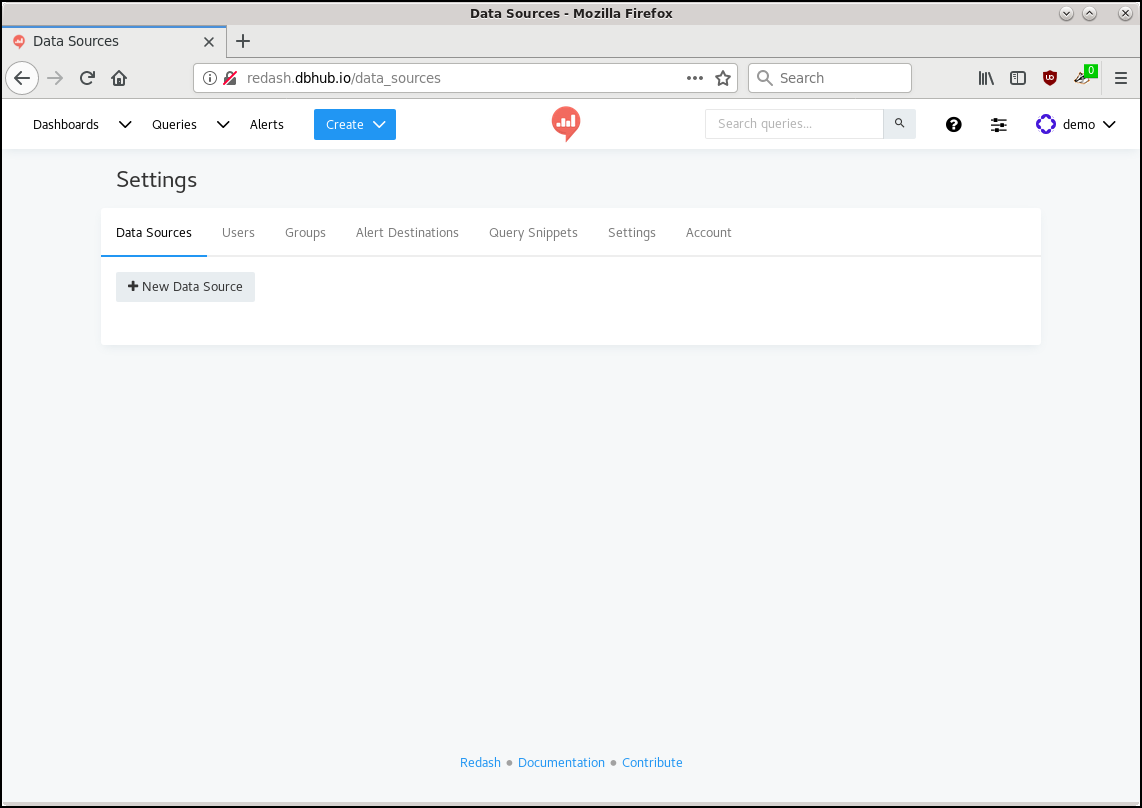 Data Sources - Mozilla Firefox
Data Sources
redash.dbhub.io/data_sources
Search
0
Dashboards Queries Alerts Create Search queries... demo
Settings
Data Sources Users Groups Alert Destinations Query Snippets Settings Account
New Data Source
Redash • Documentation • Contribute